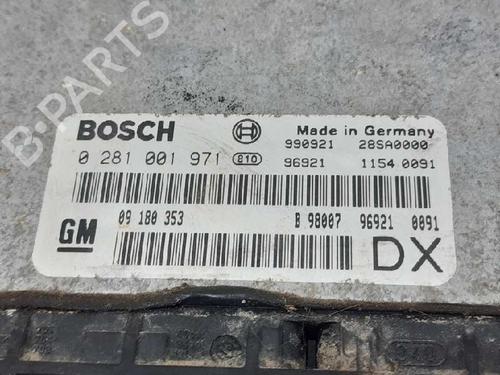 B-PARTS
BOSCH
Made in Germany
0 281 001 971 810
990921 28SA0000
96921 1154 0091
GM
09 180 353
B 98007 96921 0091
DX